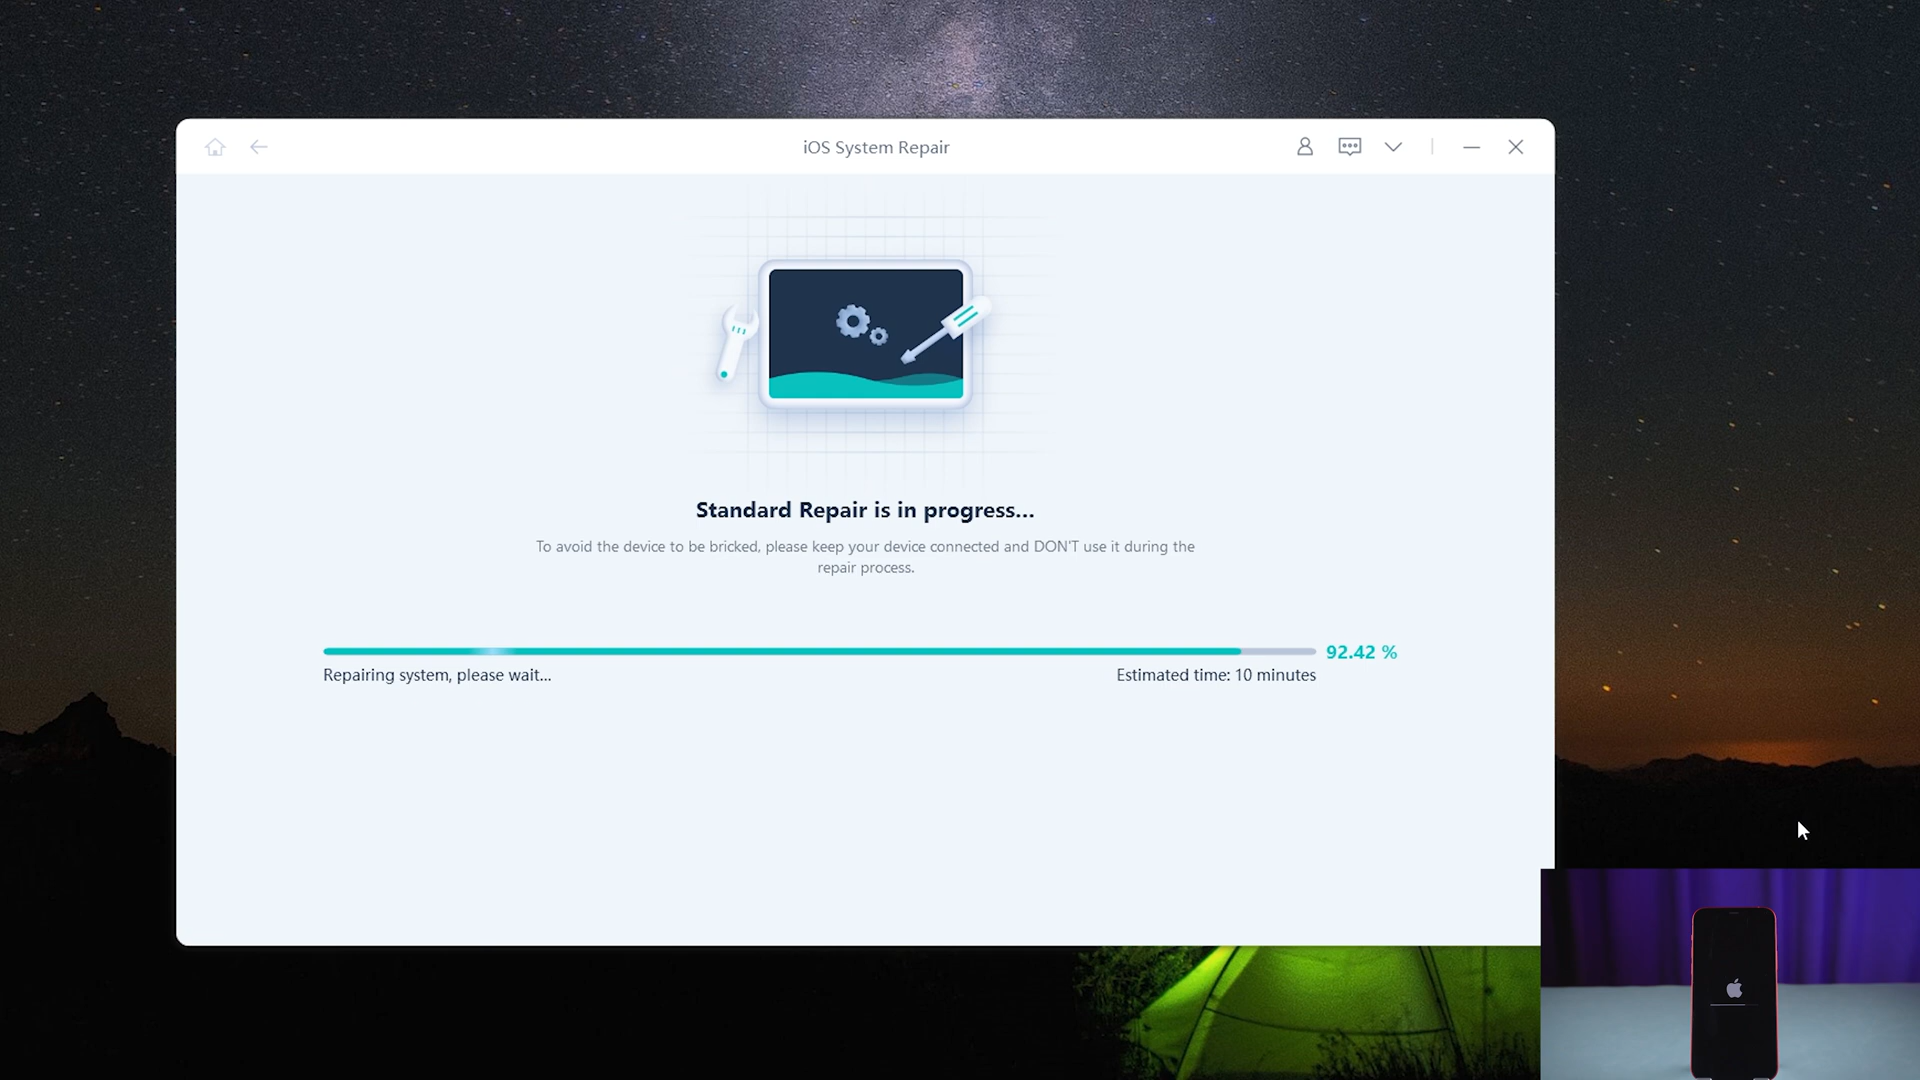 iOS System Repair
Standard Repair is in progress...
To avoid the device to be bricked, please keep your device connected and DON'T use it during the
repair process.
92.42 %
Repairing system, please wait...
Estimated time: 10 minutes